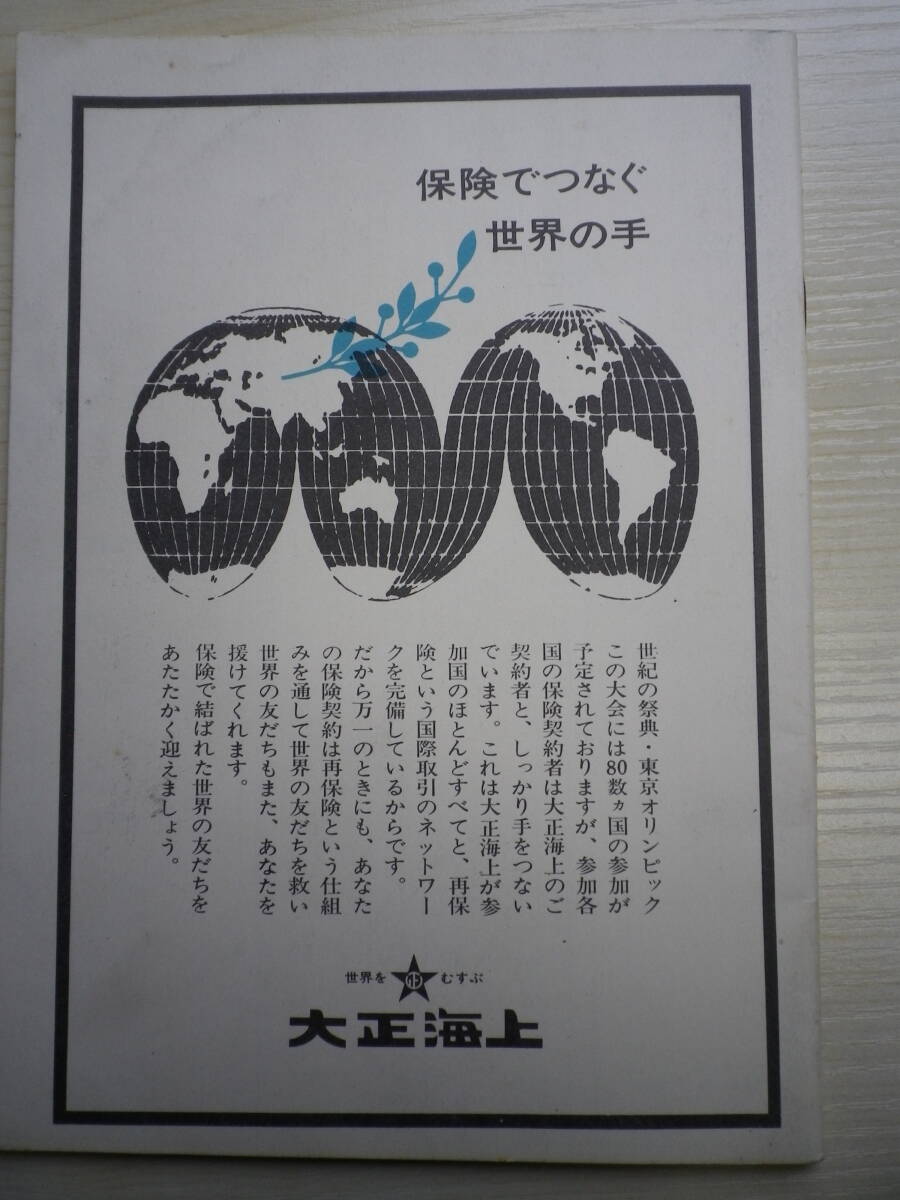 保険でつなぐ
世界の手
世紀の祭典・東京オリンピック
この大会には80数ヵ国の参加が
予定されておりますが、参加各
国の保険契約者は大正海上のご
契約者と、しっかり手をつない
でいます。これは大正海上が参
加国のほとんどすべてと、再保
険という国際取引のネットワー
クを完備しているからです。
だから万一のときにも、あなた
の保険契約は再保険という仕組
みを通して世界の友だちを救い
世界の友だちもまた、あなたを
援けてくれます。
保険で結ばれた世界の友だちを
あたたかく迎えましょう。
世界を むすぶ
大正海上